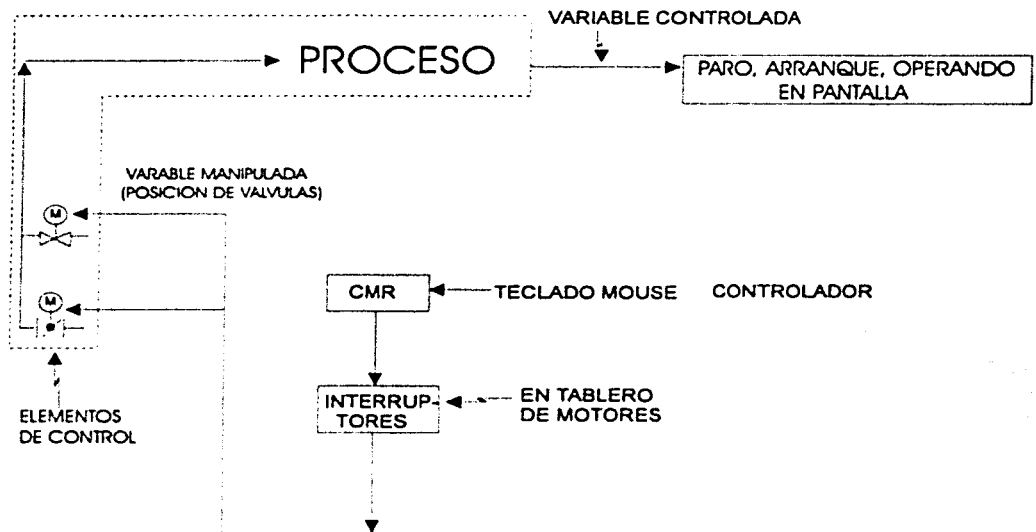 VARIABLE CONTROLADA
PROCESO
PARO, ARRANQUE, OPERANDO
EN PANTALLA
VARABLE MANIPULADA
(POSICION DE VALVULAS)
M
M
CMR
TECLADO MOUSE CONTROLADOR
INTERRUP-
TORES
EN TABLERO
DE MOTORES
ELEMENTOS
DE CONTROL